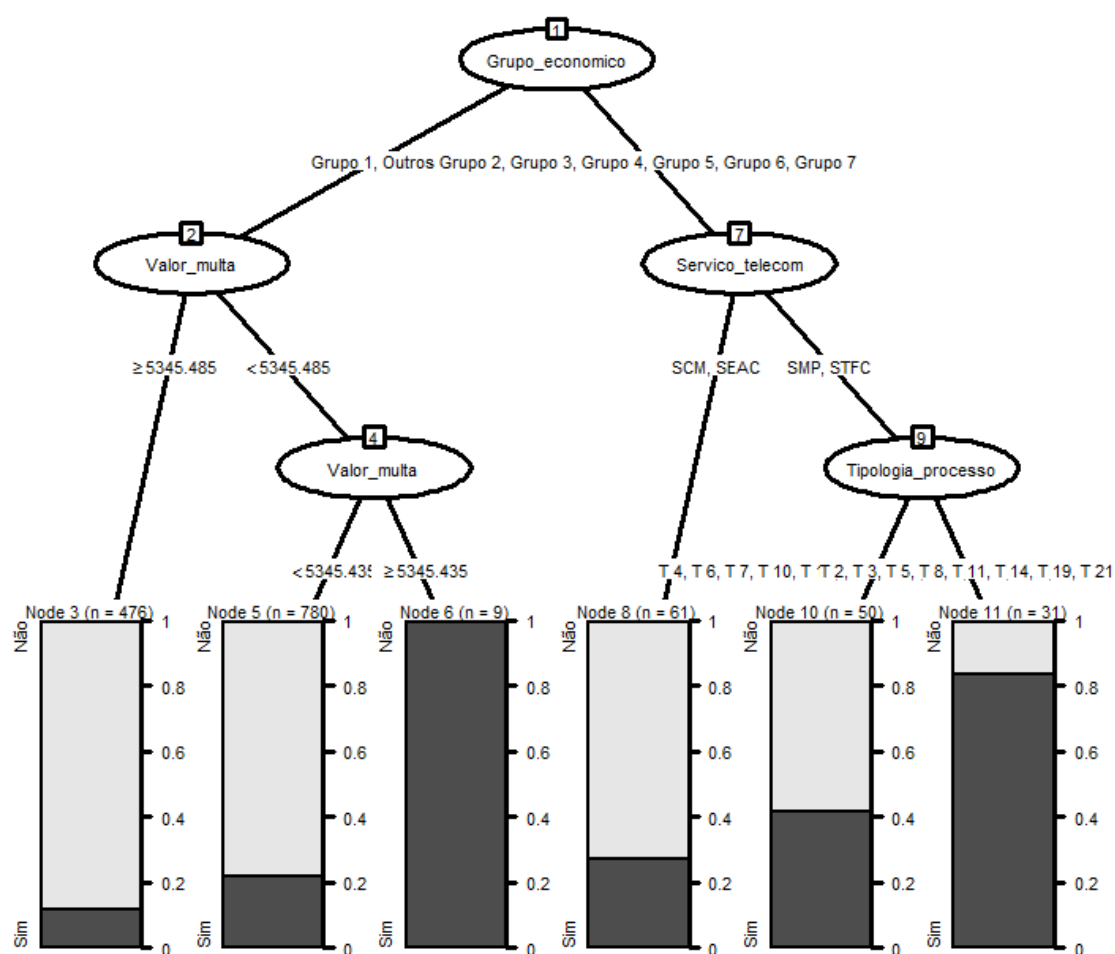 1
Grupo_economico
Grupo 1, Outros Grupo 2, Grupo 3, Grupo 4, Grupo 5, Grupo 6, Grupo 7
2
Valor_multa
7
Servico_telecom
≥ 5345.485
< 5345.485
SCM, SEAC
SMP, STFC
4
Valor_multa
9
Tipologia_processo
< 5345.435
≥ 5345.435
T 4, T 6, T 7, T 10, T
T 2, T 3, T 5, T 8, T 11, T 14, T 19, T 21
Node 3 (n = 476)
Node 5 (n = 780)
Node 6 (n = 9)
Node 8 (n = 61)
Node 10 (n = 50)
Node 11 (n = 31)
Não
Sim
1
0.8
0.6
0.4
0.2
0
Não
Sim
1
0.8
0.6
0.4
0.2
0
Não
Sim
1
0.8
0.6
0.4
0.2
0
Não
Sim
1
0.8
0.6
0.4
0.2
0
Não
Sim
1
0.8
0.6
0.4
0.2
0
Não
Sim
1
0.8
0.6
0.4
0.2
0